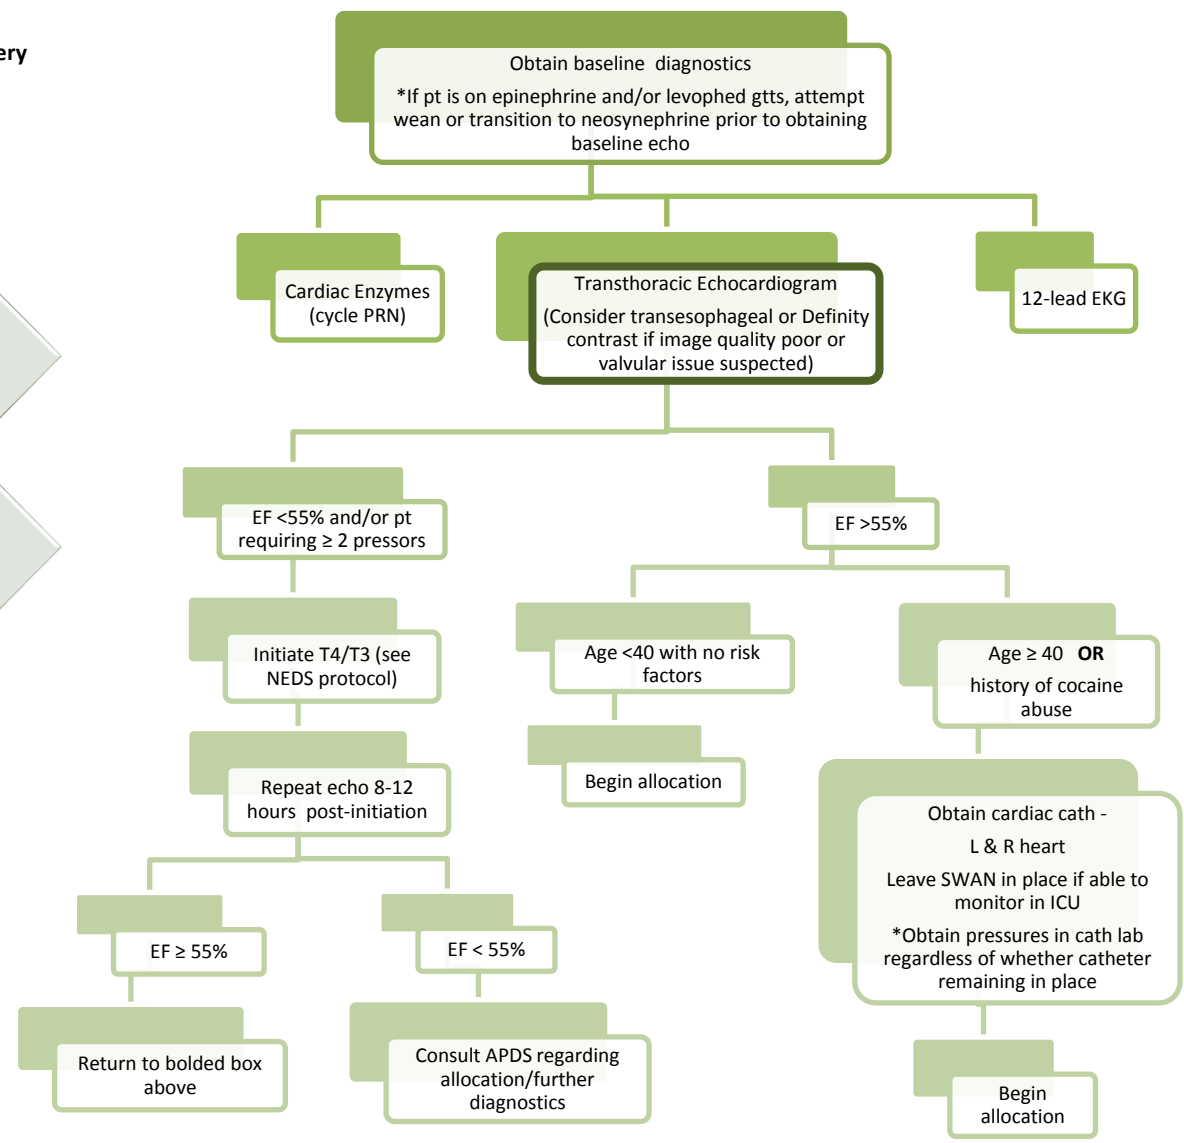 ery
Obtain baseline diagnostics
*If pt is on epinephrine and/or levophed gtts, attempt
wean or transition to neosynephrine prior to obtaining
baseline echo
Cardiac Enzymes
(cycle PRN)
Transthoracic Echocardiogram
(Consider transesophageal or Definity
contrast if image quality poor or
valvular issue suspected)
12-lead EKG
EF <55% and/or pt
requiring ≥ 2 pressors
EF >55%
Initiate T4/T3 (see
NEDS protocol)
Age <40 with no risk
factors
Age ≥ 40 OR
history of cocaine
abuse
Repeat echo 8-12
hours post-initiation
Begin allocation
Obtain cardiac cath -
L & R heart
Leave SWAN in place if able to
monitor in ICU
*Obtain pressures in cath lab
regardless of whether catheter
remaining in place
EF ≥ 55%
EF < 55%
Return to bolded box
above
Consult APDS regarding
allocation/further
diagnostics
Begin
allocation